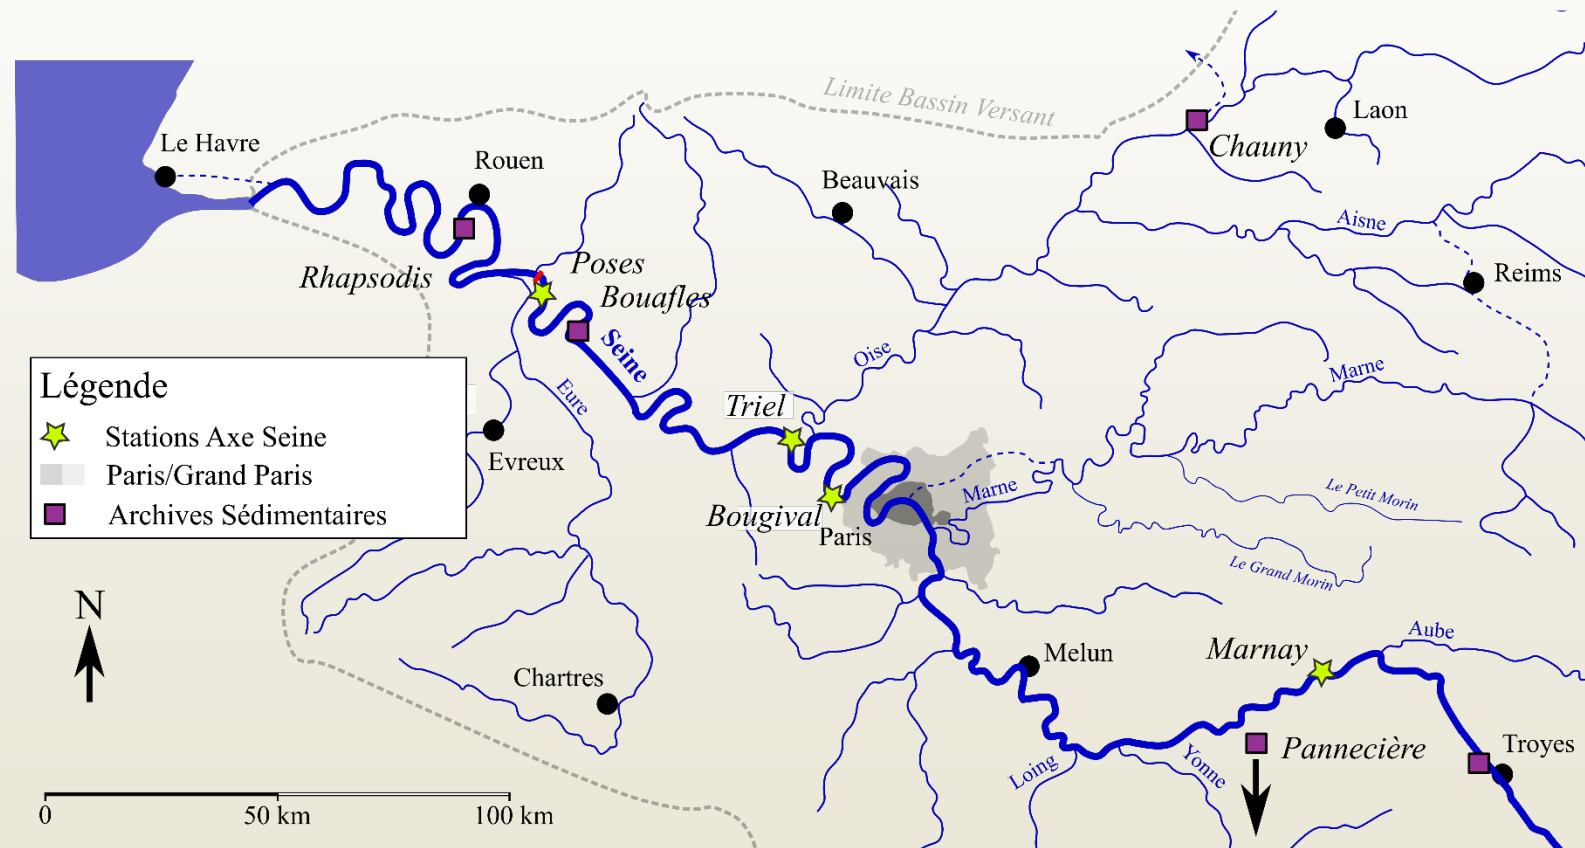 Limite Bassin Versant
Laon
Le Havre
Chauny
Rouen
Beauvais
Aisne
Poses
Rhapsodis
Reims
Bouafles
Seine
Oise
Marne
Légende
Eure
Triel
Stations Axe Seine
Evreux
Paris/Grand Paris
Marne
Le Petit Morin
Archives Sédimentaires
Bougival
Paris
Le Grand Morin
N
Aube
Marnay
Melun
Chartres
Troyes
Pannecière
Loing
Yonne
0
50 km
100 km